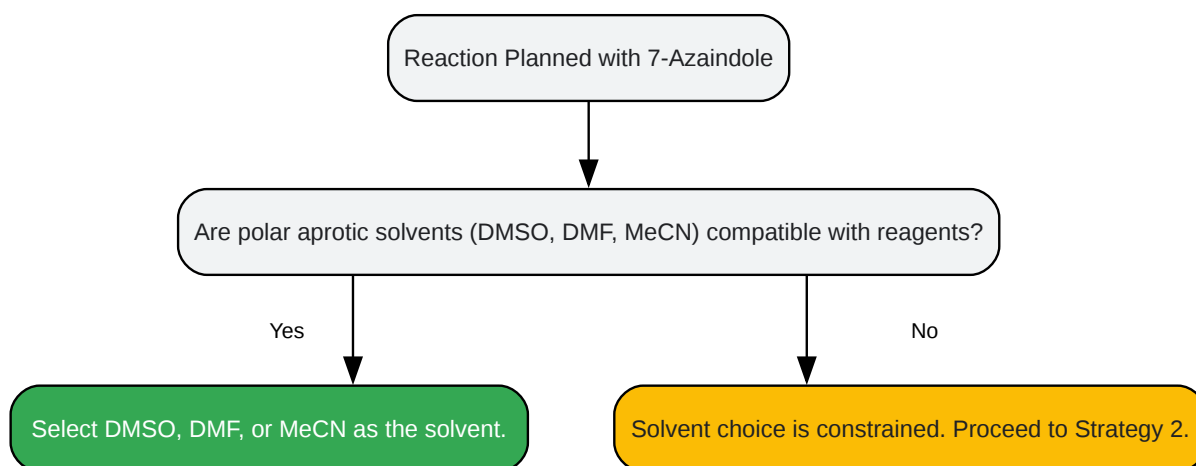 Reaction Planned with 7-Azaindole
Are polar aprotic solvents (DMSO, DMF, MeCN) compatible with reagents?
Yes
No
Select DMSO, DMF, or MeCN as the solvent.
Solvent choice is constrained. Proceed to Strategy 2.